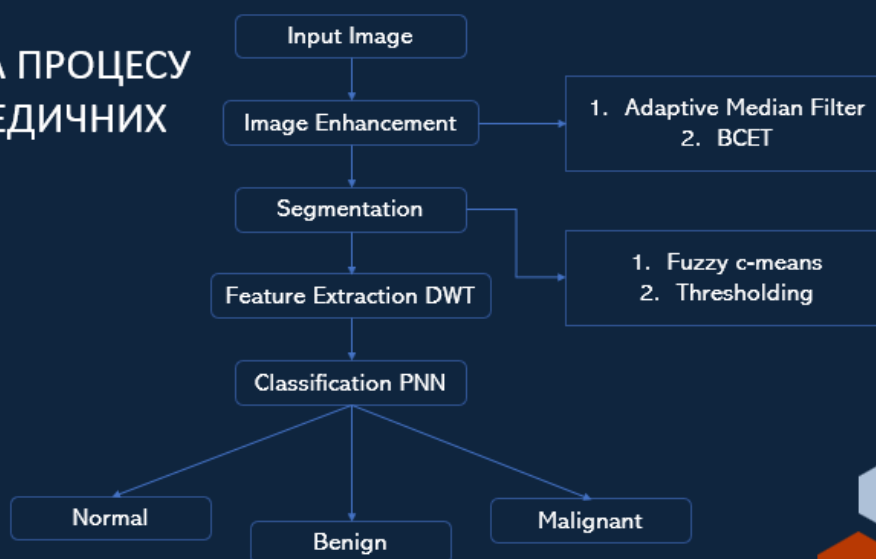 А ПРОЦЕСУ
ЕДИЧНИХ
Input Image
Image Enhancement
1. Adaptive Median Filter
2. BCET
Segmentation
1. Fuzzy c-means
2. Thresholding
Feature Extraction DWT
Classification PNN
Normal
Benign
Malignant